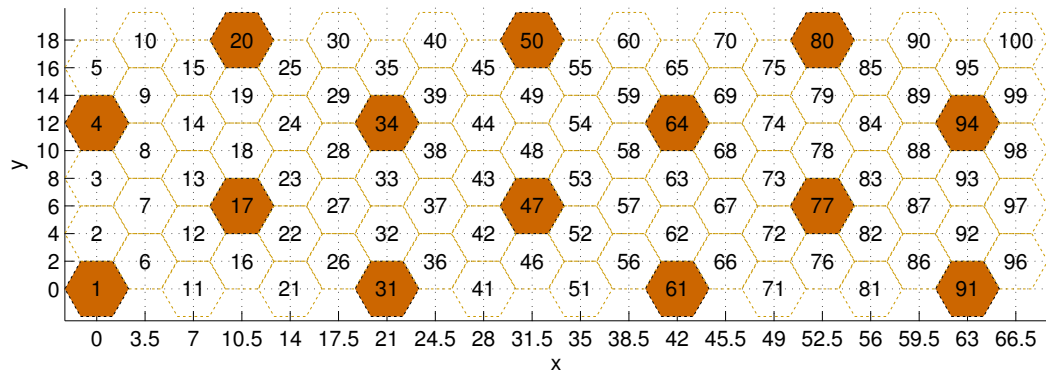 18 10 20 30 40 50 60 70 80 90 100
16 5 15 25 35 45 55 65 75 85 95
14 9 19 29 39 49 59 69 79 89 99
12 4 14 24 34 44 54 64 74 84 94
10 8 18 28 38 48 58 68 78 88 98
y
8 3 13 23 33 43 53 63 73 83 93
6 7 17 27 37 47 57 67 77 87 97
4 2 12 22 32 42 52 62 72 82 92
2 6 16 26 36 46 56 66 76 86 96
0 1 11 21 31 41 51 61 71 81 91
0 3.5 7 10.5 14 17.5 21 24.5 28 31.5 35 38.5 42 45.5 49 52.5 56 59.5 63 66.5
x